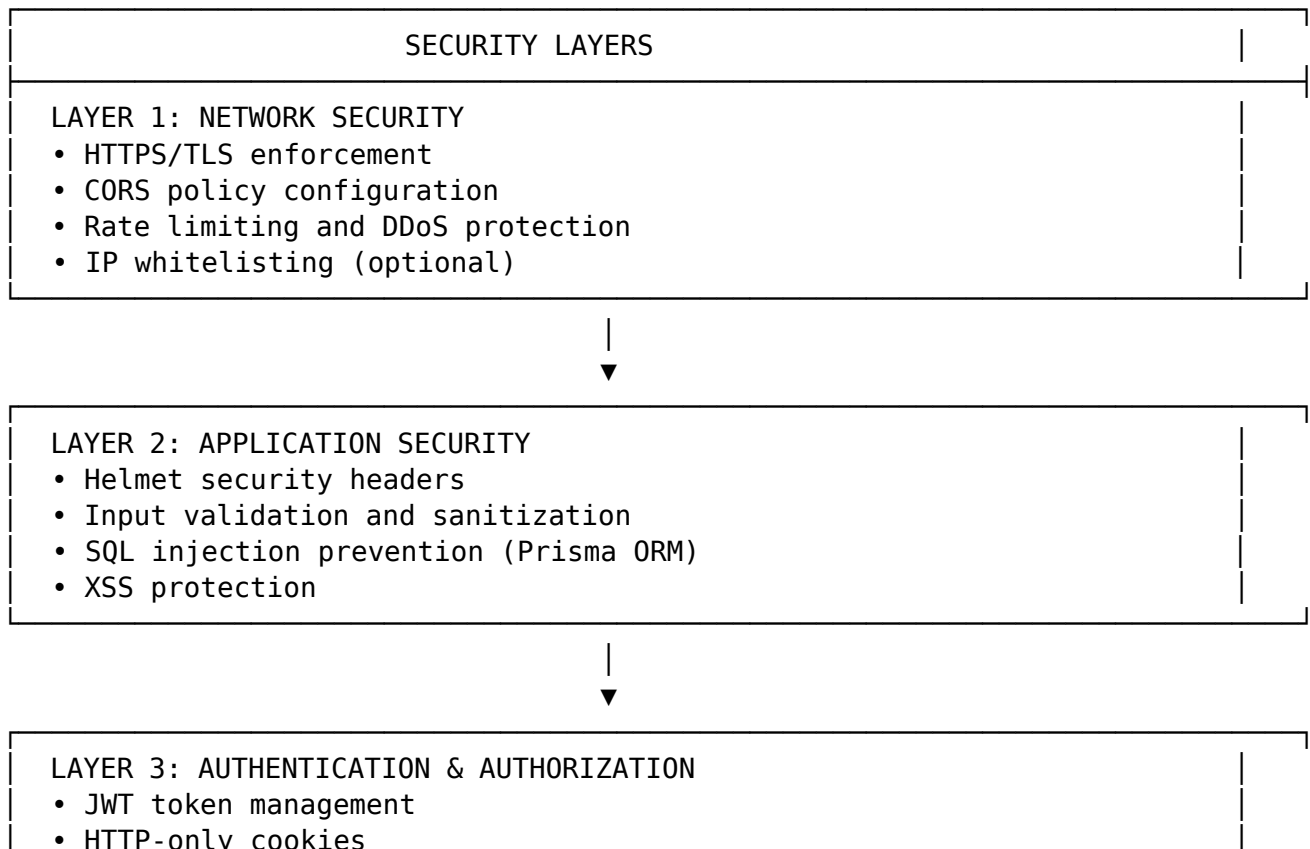 SECURITY LAYERS
LAYER 1: NETWORK SECURITY
• HTTPS/TLS enforcement
• CORS policy configuration
• Rate limiting and DDoS protection
• IP whitelisting (optional)
LAYER 2: APPLICATION SECURITY
• Helmet security headers
• Input validation and sanitization
• SQL injection prevention (Prisma ORM)
• XSS protection
LAYER 3: AUTHENTICATION & AUTHORIZATION
• JWT token management
• HTTP-only cookies